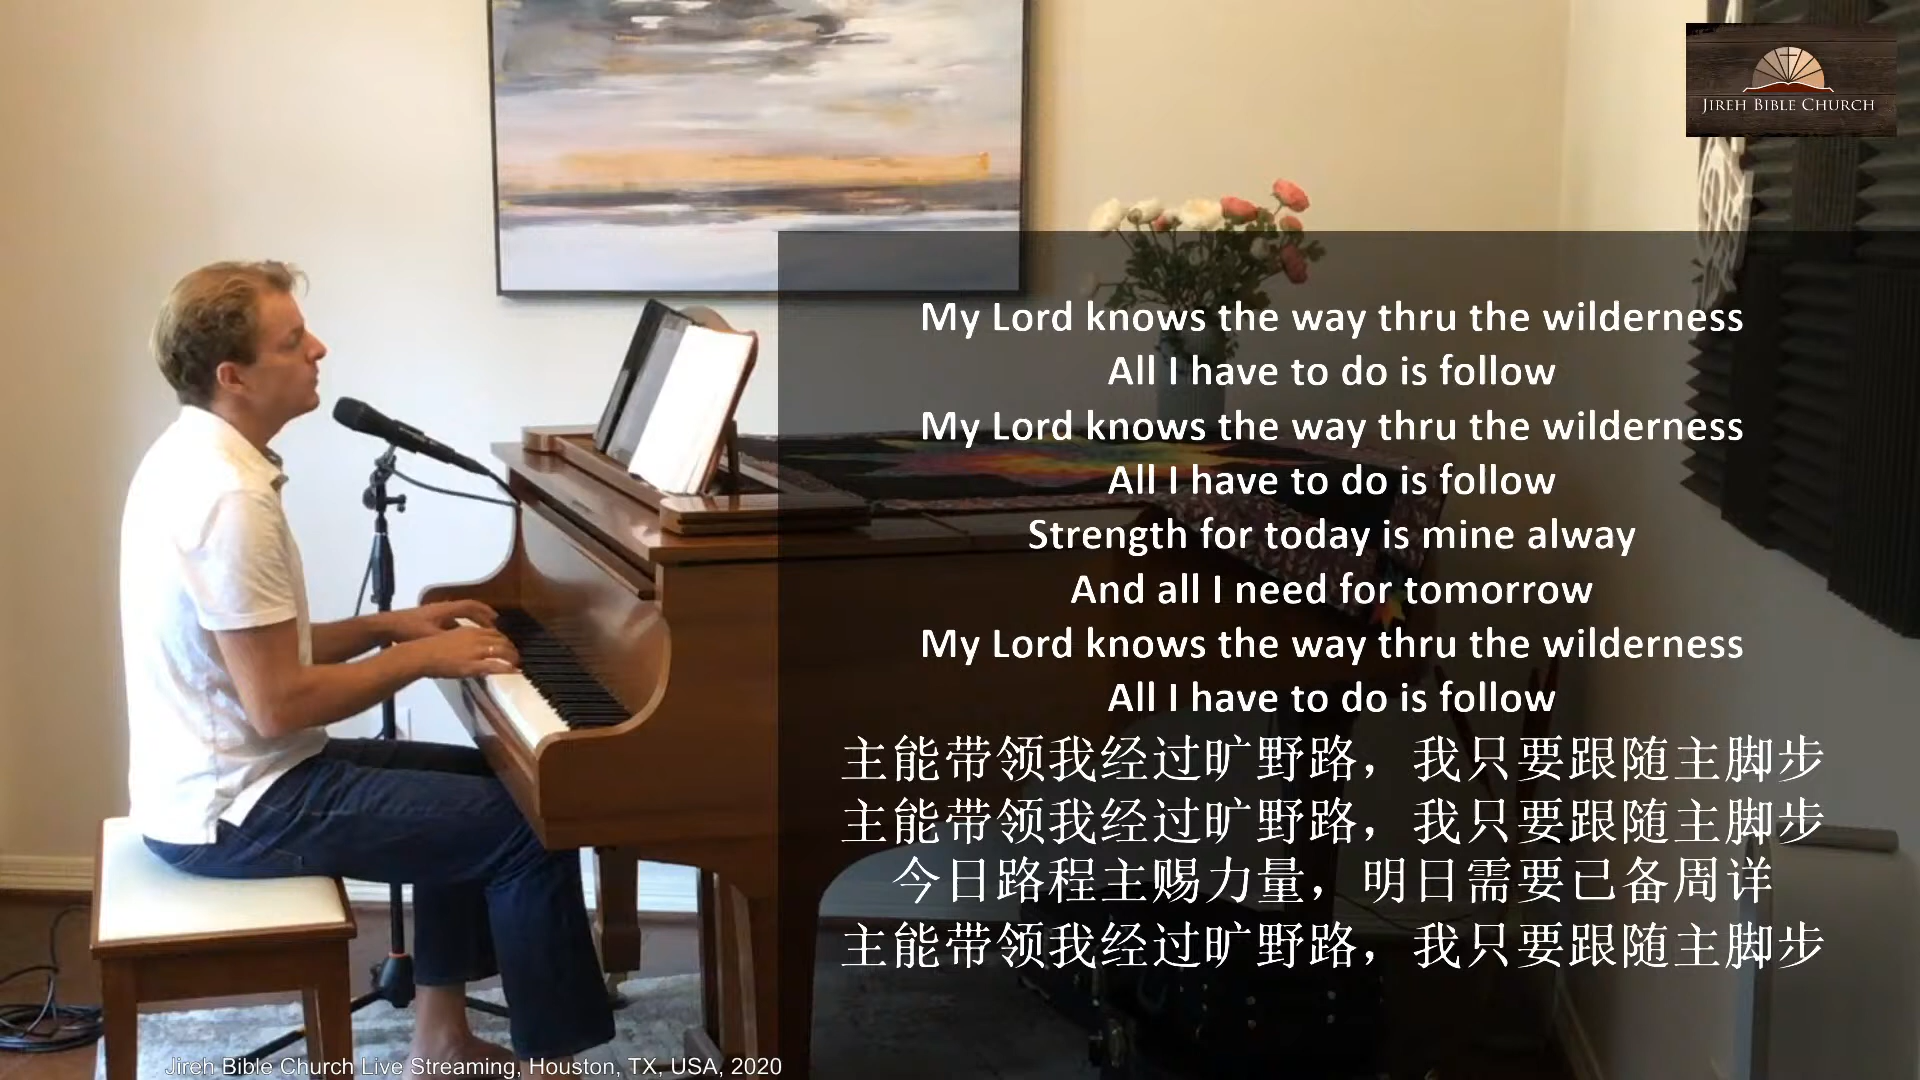 JIREH BIBLE CHURCH
My Lord knows the way thru the wilderness
All I have to do is follow
My Lord knows the way thru the wilderness
All I have to do is follow
Strength for today is mine alway
And all I need for tomorrow
My Lord knows the way thru the wilderness
All I have to do is follow
主能带领我经过旷野路，我只要跟随主脚步
主能带领我经过旷野路，我只要跟随主脚步
今日路程主赐力量，明日需要已备周详
主能带领我经过旷野路，我只要跟随主脚步
Jireh Bible Church Live Streaming, Houston, TX, USA, 2020